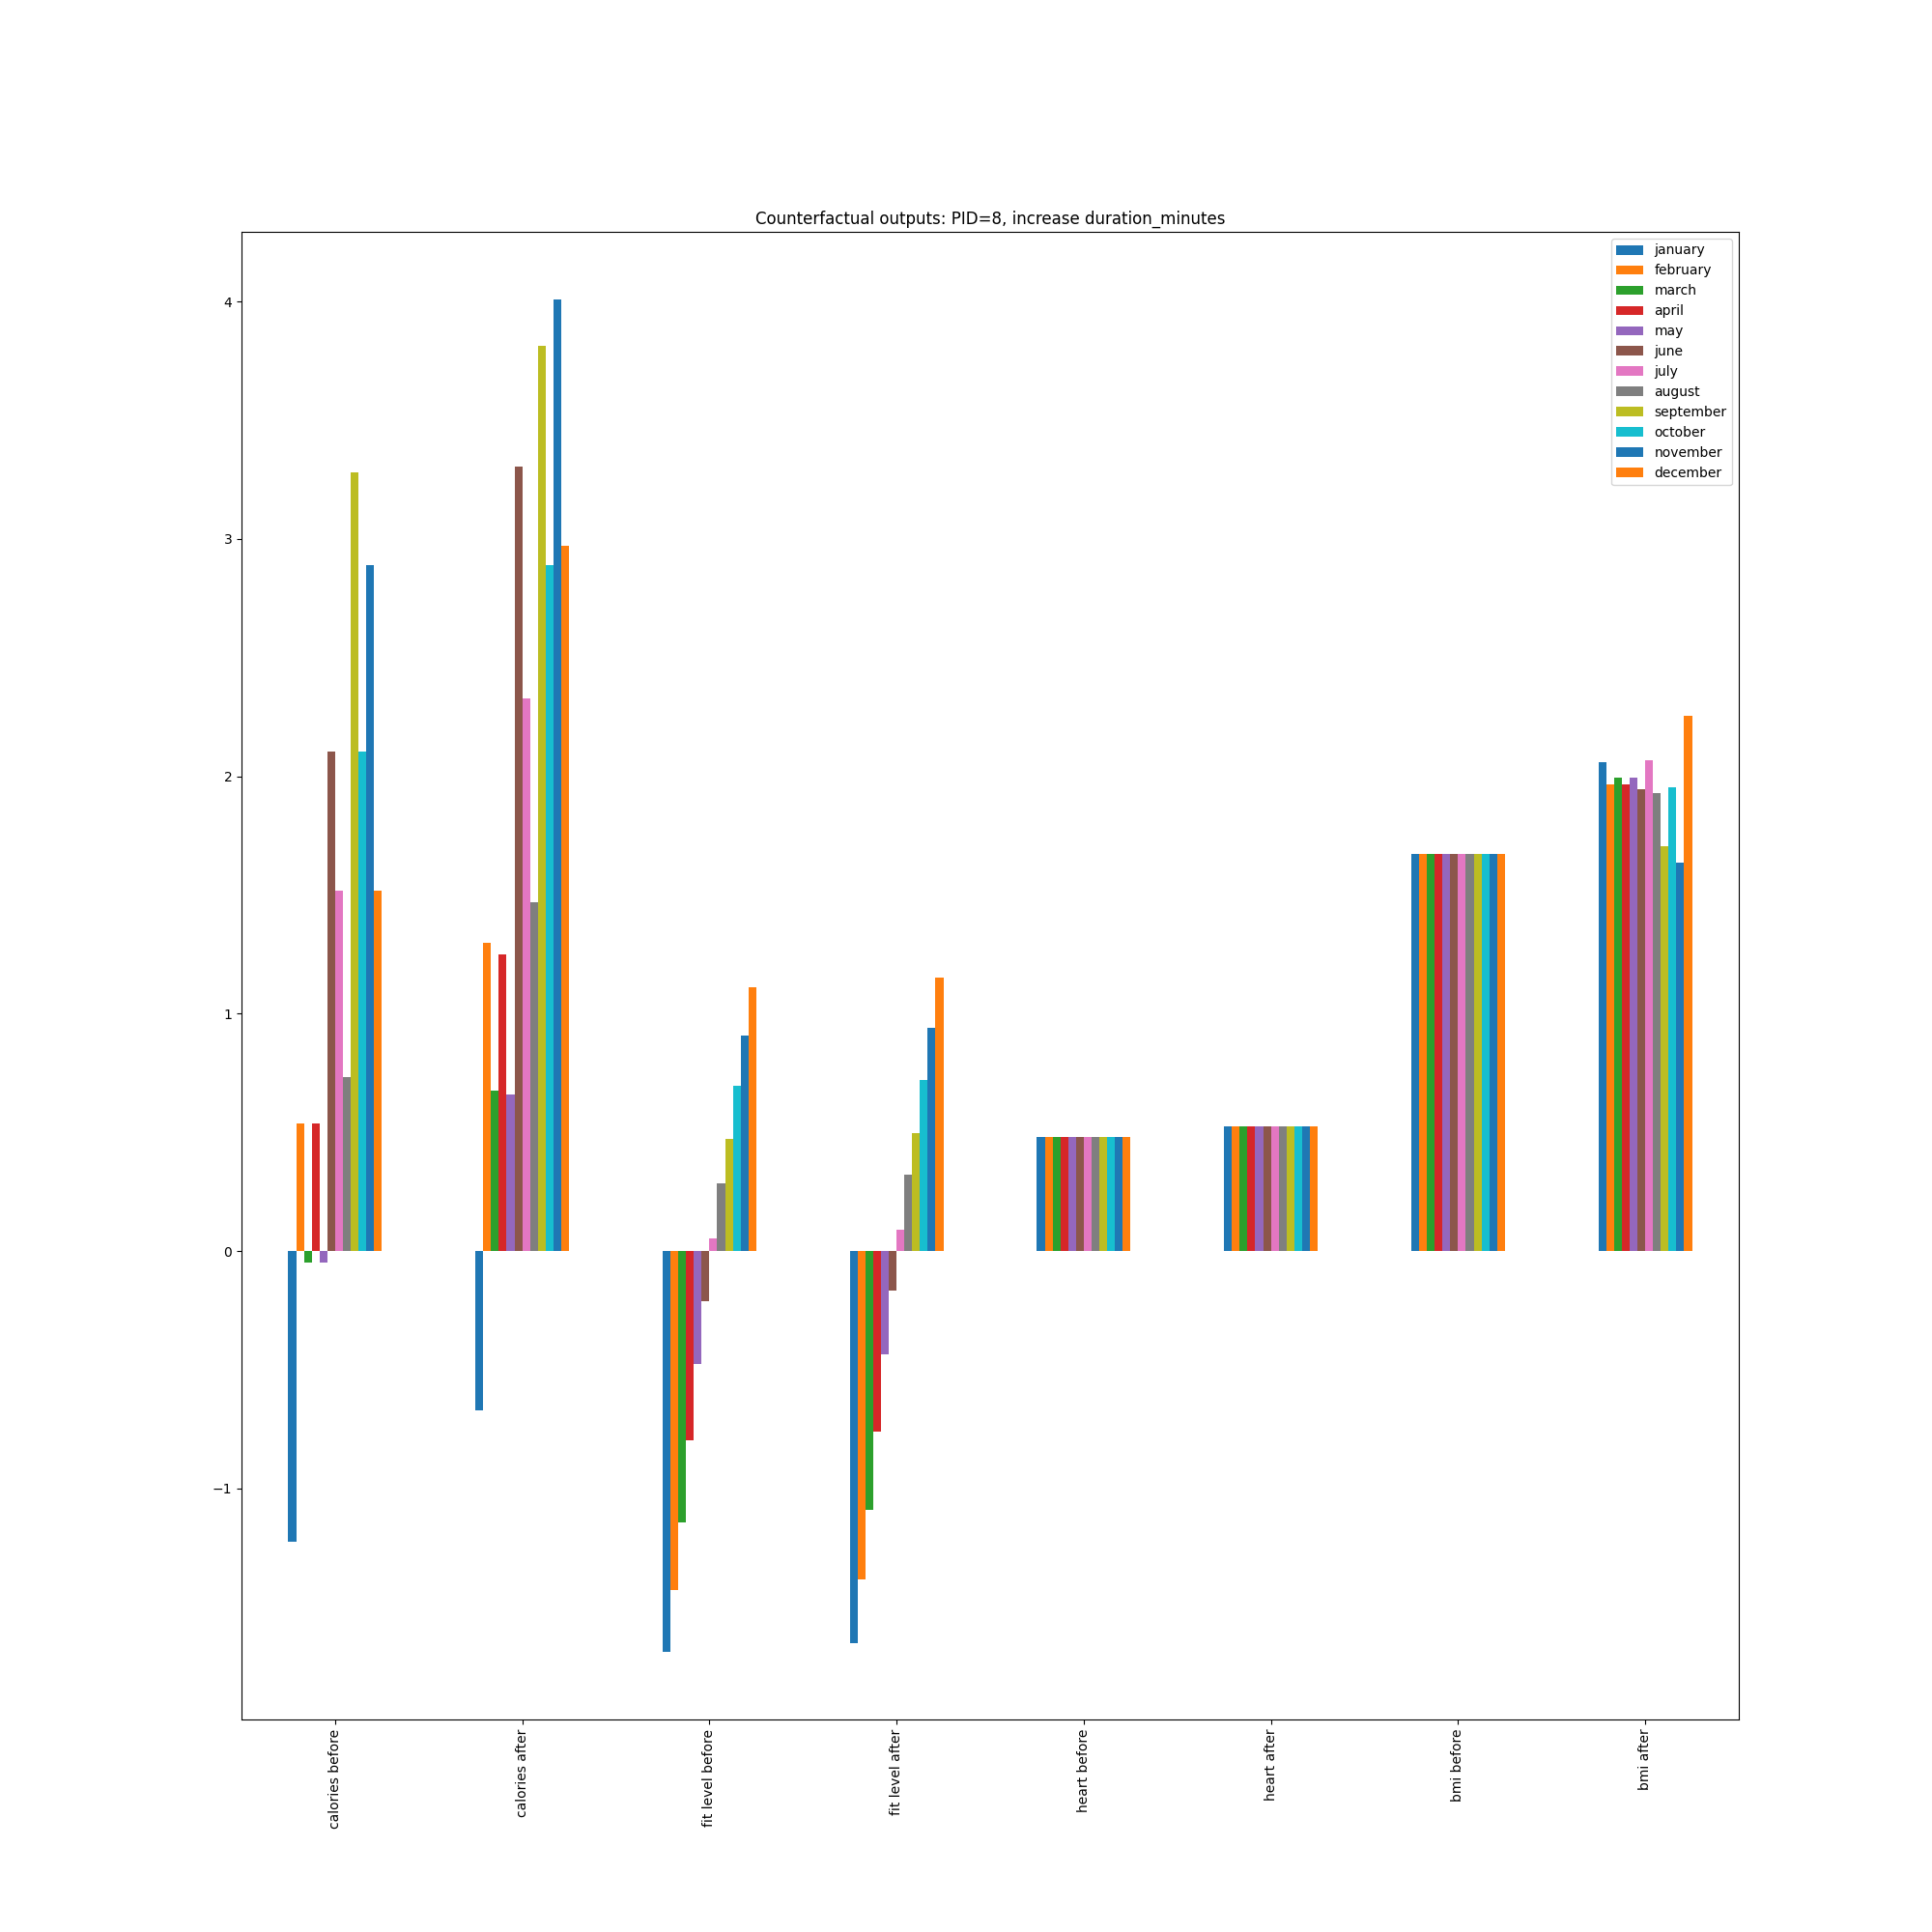 Counterfactual outputs: PID=8, increase duration_minutes
january
february
march
april
may
june
july
august
september
october
november
december
4
3
2
1
0
−1
calories before
calories after
fit level before
fit level after
heart before
heart after
bmi before
bmi after